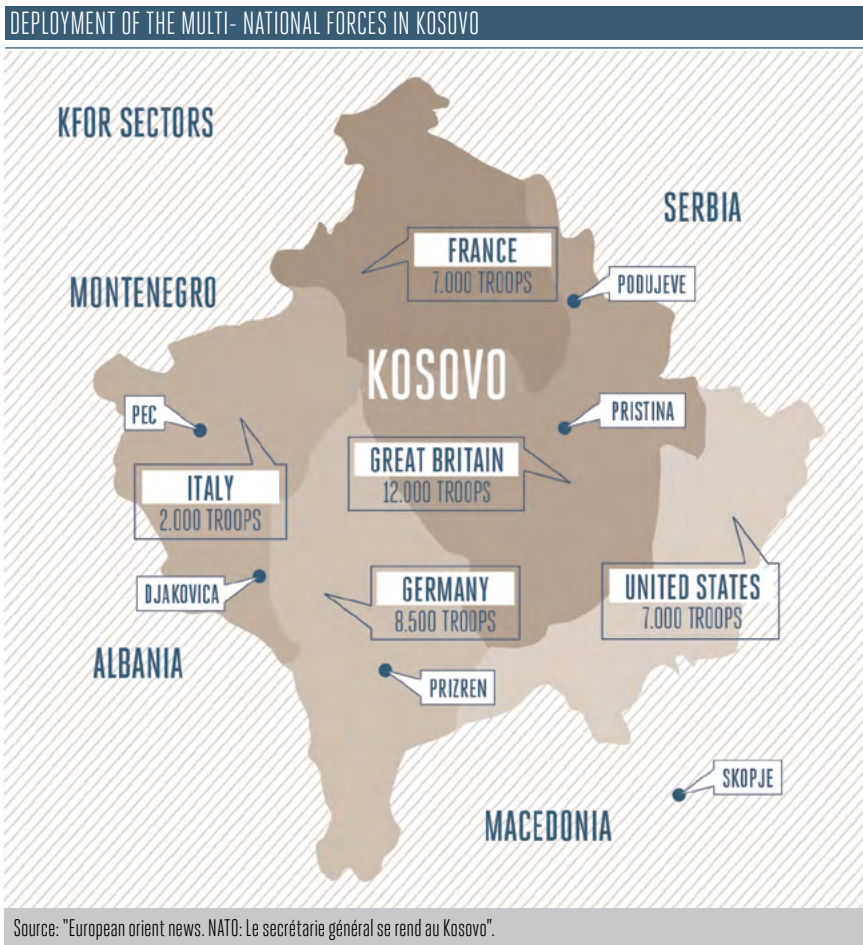 DEPLOYMENT OF THE MULTI- NATIONAL FORCES IN KOSOVO
KFOR SECTORS
SERBIA
FRANCE
7.000 TROOPS
PODUJEVE
MONTENEGRO
KOSOVO
PEC
PRISTINA
GREAT BRITAIN
12.000 TROOPS
ITALY
2.000 TROOPS
DJAKOVICA
GERMANY
8.500 TROOPS
UNITED STATES
7.000 TROOPS
ALBANIA
PRIZREN
SKOPJE
MACEDONIA
Source: "European orient news. NATO: Le secrétarie général se rend au Kosovo".